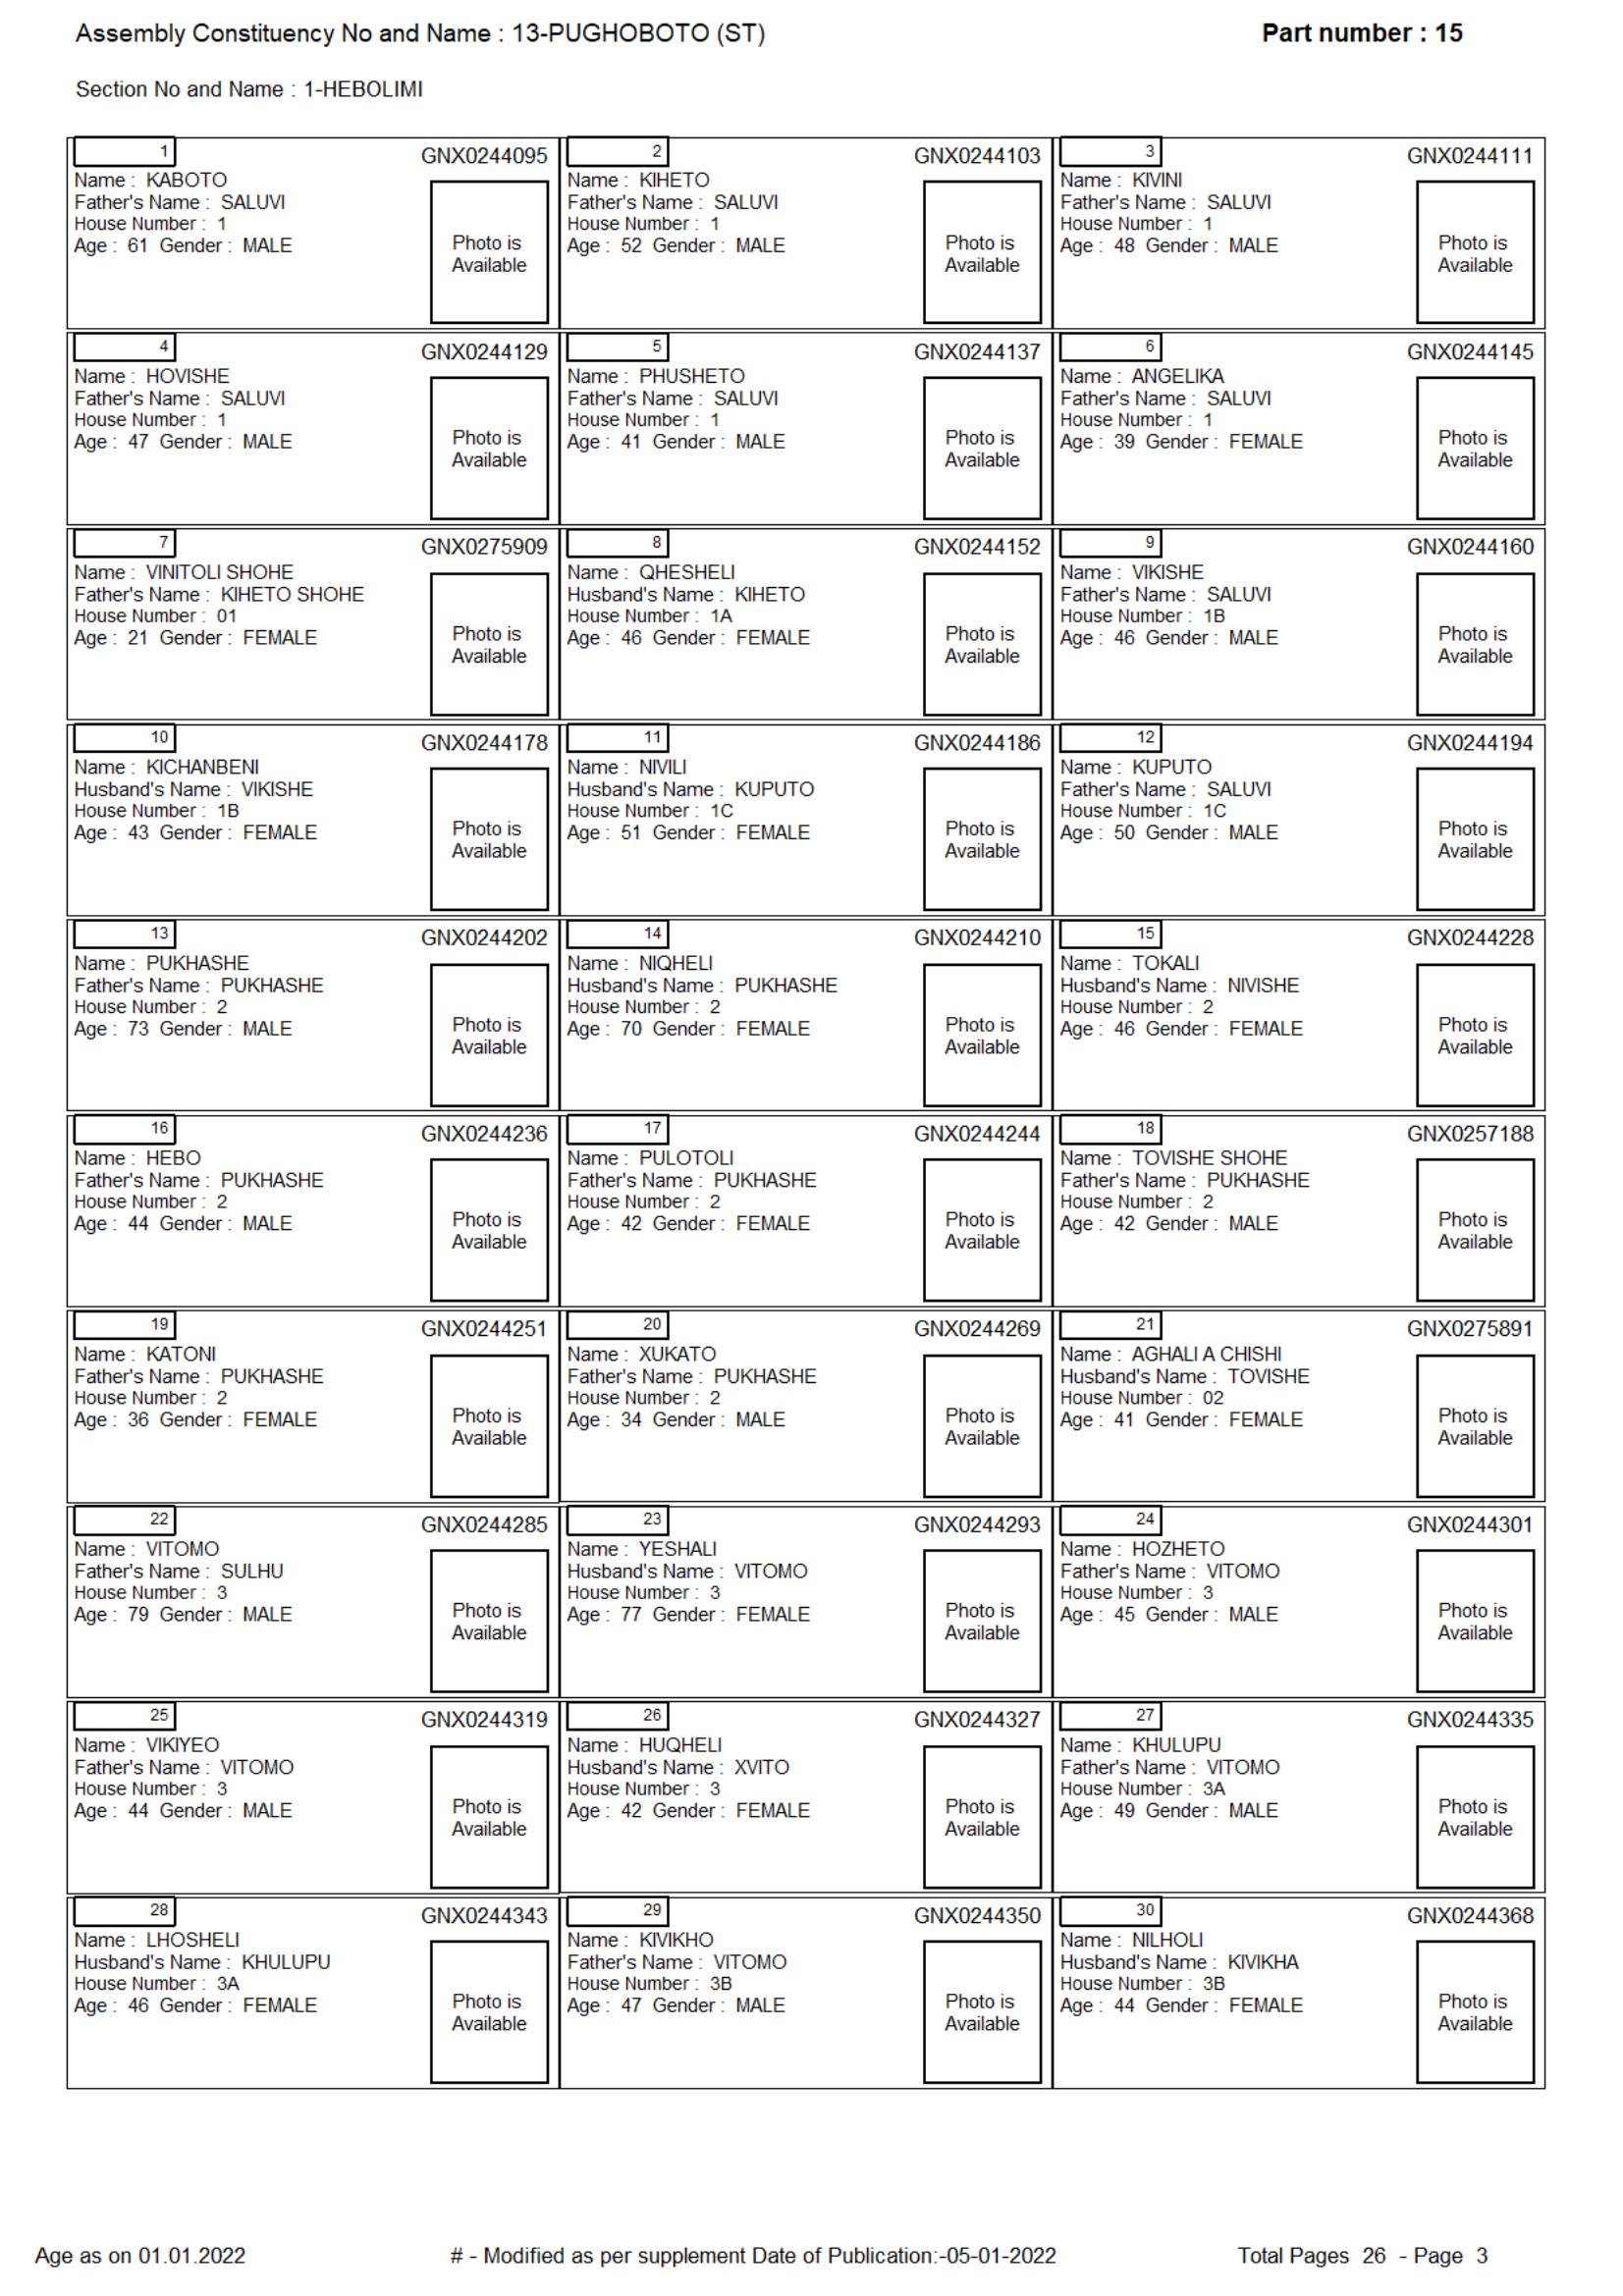 Assembly Constituency No and Name : 13-PUGHOBOTO (ST)
Part number : 15
Section No and Name : 1-HEBOLIMI
1
GNX0244095
Name : KABOTO
Father's Name : SALUVI
House Number : 1
Age : 61 Gender : MALE
Photo is
Available
2
GNX0244103
Name : KIHETO
Father's Name : SALUVI
House Number : 1
Age : 52 Gender : MALE
Photo is
Available
3
GNX0244111
Name : KIVINI
Father's Name : SALUVI
House Number : 1
Age : 48 Gender : MALE
Photo is
Available
4
GNX0244129
Name : HOVISHE
Father's Name : SALUVI
House Number : 1
Age : 47 Gender : MALE
Photo is
Available
5
GNX0244137
Name : PHUSHETO
Father's Name : SALUVI
House Number : 1
Age : 41 Gender : MALE
Photo is
Available
6
GNX0244145
Name : ANGELIKA
Father's Name : SALUVI
House Number : 1
Age : 39 Gender : FEMALE
Photo is
Available
7
GNX0275909
Name : VINITOLI SHOHE
Father's Name : KIHETO SHOHE
House Number : 01
Age : 21 Gender : FEMALE
Photo is
Available
8
GNX0244152
Name : QHESHELI
Husband's Name : KIHETO
House Number : 1A
Age : 46 Gender : FEMALE
Photo is
Available
9
GNX0244160
Name : VIKISHE
Father's Name : SALUVI
House Number : 1B
Age : 46 Gender : MALE
Photo is
Available
10
GNX0244178
Name : KICHANBENI
Husband's Name : VIKISHE
House Number : 1B
Age : 43 Gender : FEMALE
Photo is
Available
11
GNX0244186
Name : NIVILI
Husband's Name : KUPUTO
House Number : 1C
Age : 51 Gender : FEMALE
Photo is
Available
12
GNX0244194
Name : KUPUTO
Father's Name : SALUVI
House Number : 1C
Age : 50 Gender : MALE
Photo is
Available
13
GNX0244202
Name : PUKHASHE
Father's Name : PUKHASHE
House Number : 2
Age : 73 Gender : MALE
Photo is
Available
14
GNX0244210
Name : NIQHELI
Husband's Name : PUKHASHE
House Number : 2
Age : 70 Gender : FEMALE
Photo is
Available
15
GNX0244228
Name : TOKALI
Husband's Name : NIVISHE
House Number : 2
Age : 46 Gender : FEMALE
Photo is
Available
16
GNX0244236
Name : HEBO
Father's Name : PUKHASHE
House Number : 2
Age : 44 Gender : MALE
Photo is
Available
17
GNX0244244
Name : PULOTOLI
Father's Name : PUKHASHE
House Number : 2
Age : 42 Gender : FEMALE
Photo is
Available
18
GNX0257188
Name : TOVISHE SHOHE
Father's Name : PUKHASHE
House Number : 2
Age : 42 Gender : MALE
Photo is
Available
19
GNX0244251
Name : KATONI
Father's Name : PUKHASHE
House Number : 2
Age : 36 Gender : FEMALE
Photo is
Available
20
GNX0244269
Name : XUKATO
Father's Name : PUKHASHE
House Number : 2
Age : 34 Gender : MALE
Photo is
Available
21
GNX0275891
Name : AGHALI A CHISHI
Husband's Name : TOVISHE
House Number : 02
Age : 41 Gender : FEMALE
Photo is
Available
22
GNX0244285
Name : VITOMO
Father's Name : SULHU
House Number : 3
Age : 79 Gender : MALE
Photo is
Available
23
GNX0244293
Name : YESHALI
Husband's Name : VITOMO
House Number : 3
Age : 77 Gender : FEMALE
Photo is
Available
24
GNX0244301
Name : HOZHETO
Father's Name : VITOMO
House Number : 3
Age : 45 Gender : MALE
Photo is
Available
25
GNX0244319
Name : VIKIYEO
Father's Name : VITOMO
House Number : 3
Age : 44 Gender : MALE
Photo is
Available
26
GNX0244327
Name : HUQHELI
Husband's Name : XVITO
House Number : 3
Age : 42 Gender : FEMALE
Photo is
Available
27
GNX0244335
Name : KHULUPU
Father's Name : VITOMO
House Number : 3A
Age : 49 Gender : MALE
Photo is
Available
28
GNX0244343
Name : LHOSHELI
Husband's Name : KHULUPU
House Number : 3A
Age : 46 Gender : FEMALE
Photo is
Available
29
GNX0244350
Name : KIVIKHO
Father's Name : VITOMO
House Number : 3B
Age : 47 Gender : MALE
Photo is
Available
30
GNX0244368
Name : NILHOLI
Husband's Name : KIVIKHA
House Number : 3B
Age : 44 Gender : FEMALE
Photo is
Available
Age as on 01.01.2022
# - Modified as per supplement Date of Publication:-05-01-2022
Total Pages 26 - Page 3